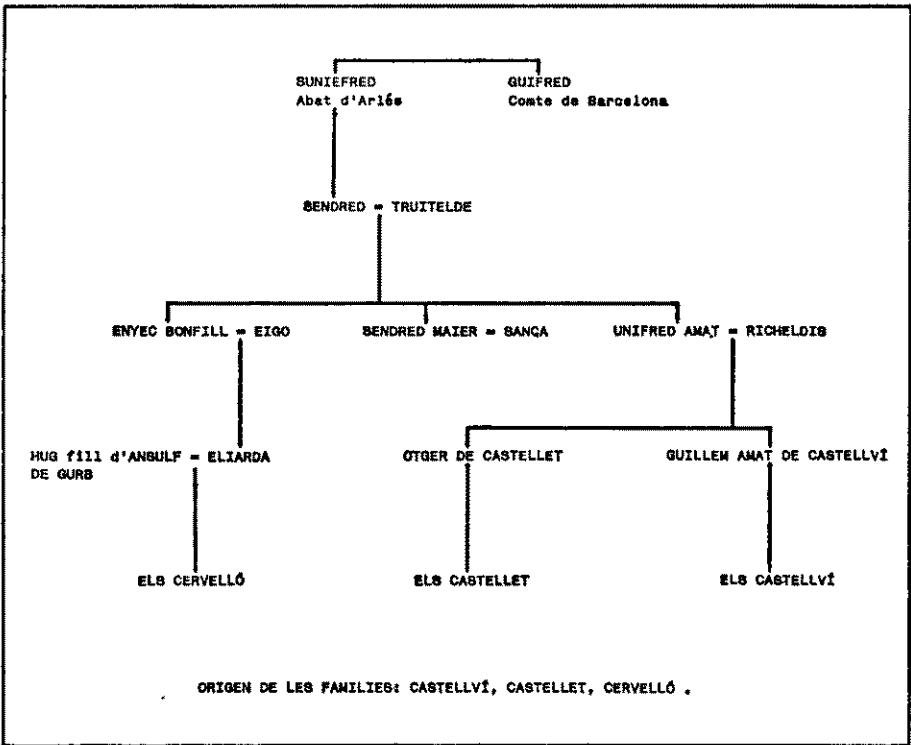 SUNIEFRED GUIFRED
Abat d'Arlés Comte de Barcelona
SENDRED = TRUITELDE
ENYEC BONFILL = EIGO SENDRED MAIER = SANÇA UNIFRED AMAT = RICHELDIS
HUG fill d'ANSULF = ELIARDA OTGER DE CASTELLET GUILLEM AMAT DE CASTELLVÍ
DE GURB
ELS CERVELLÓ ELS CASTELLET ELS CASTELLVÍ
ORIGEN DE LES FAMILIES: CASTELLVÍ, CASTELLET, CERVELLÓ .